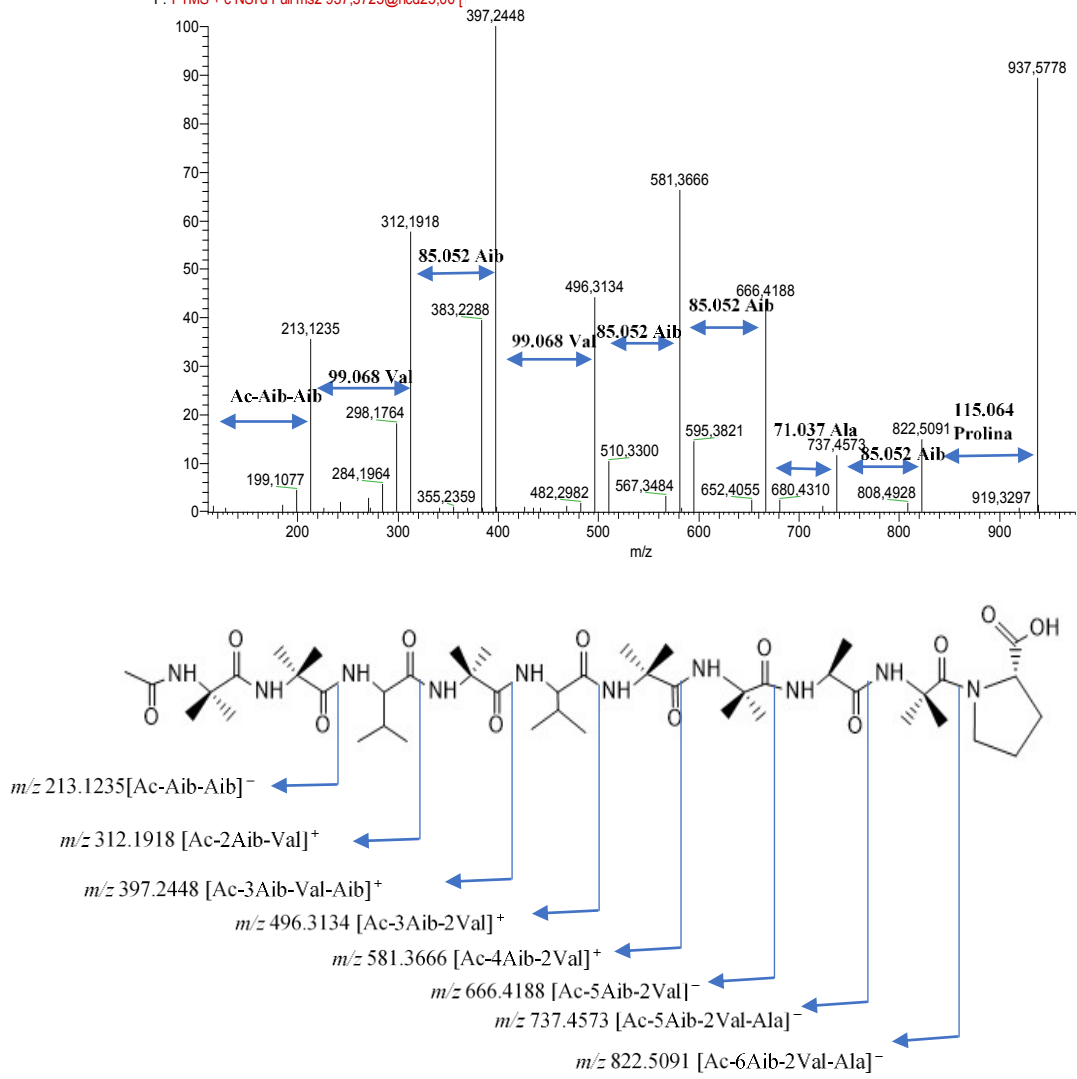 397,2448
937,5778
100
90
80
70
60
50
40
30
20
10
0
581,3666
312,1918
85.052 Aib
496,3134
666,4188
85.052 Aib
383,2288
85.052 Aib
213,1235
99.068 Val
99.068 Val
Ac-Aib-Aib
115.064
Prolina
298,1764
71.037 Ala
822,5091
595,3821
737,4573
85.052 Aib
510,3300
199,1077
284,1964
355,2359
482,2982
567,3484
652,4055
680,4310
808,4928
919,3297
200 300 400 500 600 700 800 900
m/z
O
NH
O
NH
O
NH
O
NH
O
NH
O
NH
O
NH
O
NH
O
NH
O
N
O
OH
m/z 213.1235[Ac-Aib-Aib]⁻
m/z 312.1918 [Ac-2Aib-Val]⁺
m/z 397.2448 [Ac-3Aib-Val-Aib]⁺
m/z 496.3134 [Ac-3Aib-2Val]⁺
m/z 581.3666 [Ac-4Aib-2Val]⁺
m/z 666.4188 [Ac-5Aib-2Val]⁻
m/z 737.4573 [Ac-5Aib-2Val-Ala]⁻
m/z 822.5091 [Ac-6Aib-2Val-Ala]⁻